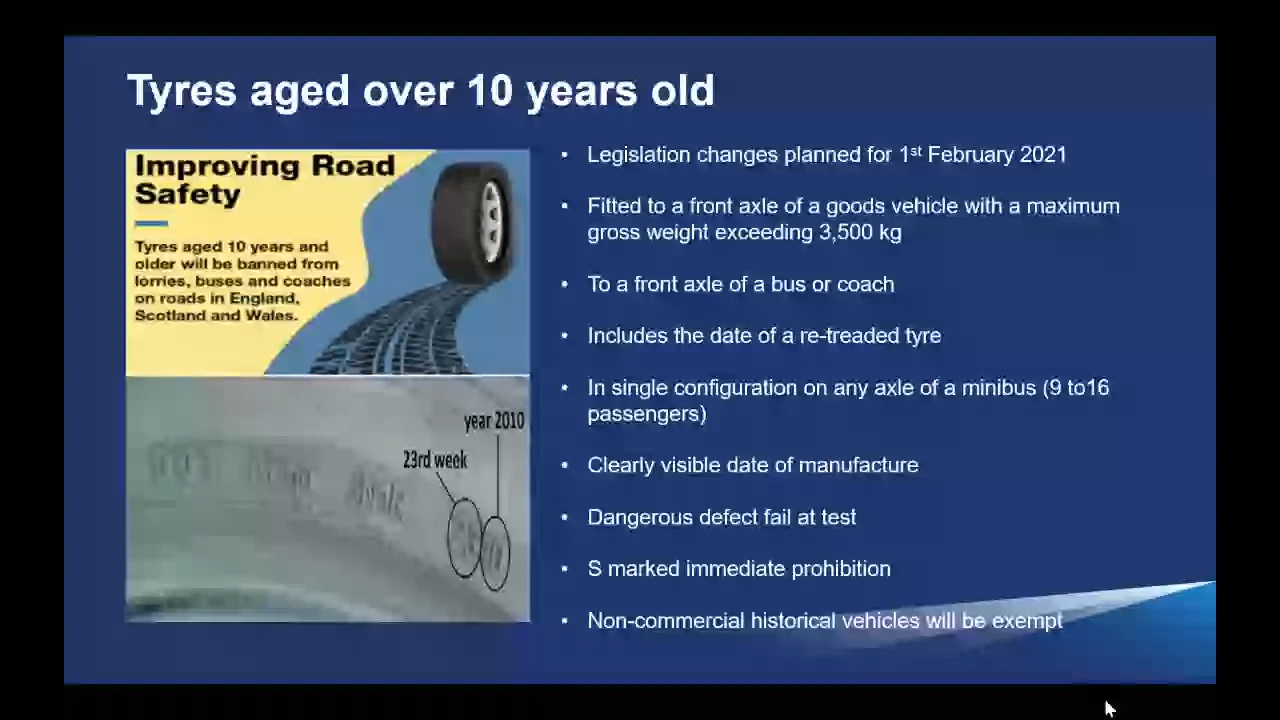 Tyres aged over 10 years old
Improving Road
Safety
Tyres aged 10 years and
older will be banned from
lorries, buses and coaches
on roads in England,
Scotland and Wales.
year 2010
23rd week
• Legislation changes planned for 1st February 2021
• Fitted to a front axle of a goods vehicle with a maximum
gross weight exceeding 3,500 kg
• To a front axle of a bus or coach
• Includes the date of a re-treaded tyre
• In single configuration on any axle of a minibus (9 to16
passengers)
• Clearly visible date of manufacture
• Dangerous defect fail at test
• S marked immediate prohibition
• Non-commercial historical vehicles will be exempt